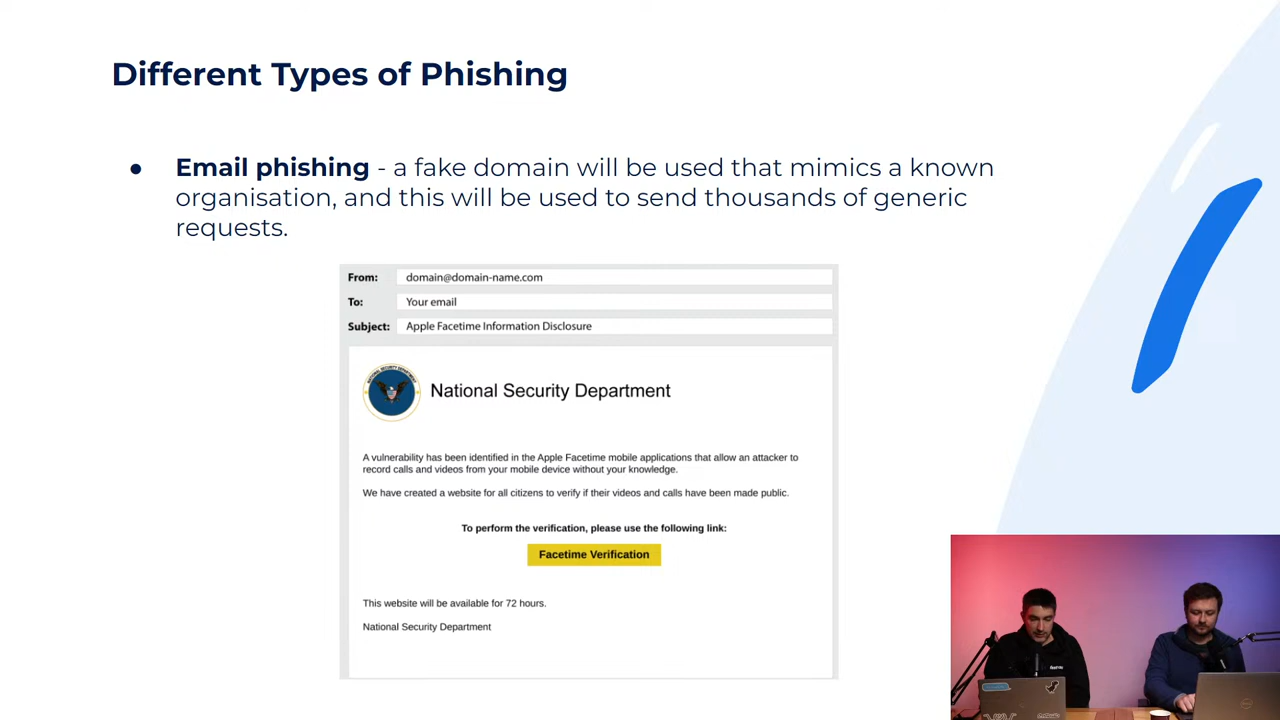 Different Types of Phishing
● Email phishing - a fake domain will be used that mimics a known
organisation, and this will be used to send thousands of generic
requests.
From: domain@domain-name.com
To: Your email
Subject: Apple Facetime Information Disclosure
National Security Department
A vulnerability has been identified in the Apple Facetime mobile applications that allow an attacker to
record calls and videos from your mobile device without your knowledge.
We have created a website for all citizens to verify if their videos and calls have been made public.
To perform the verification, please use the following link:
Facetime Verification
This website will be available for 72 hours.
National Security Department